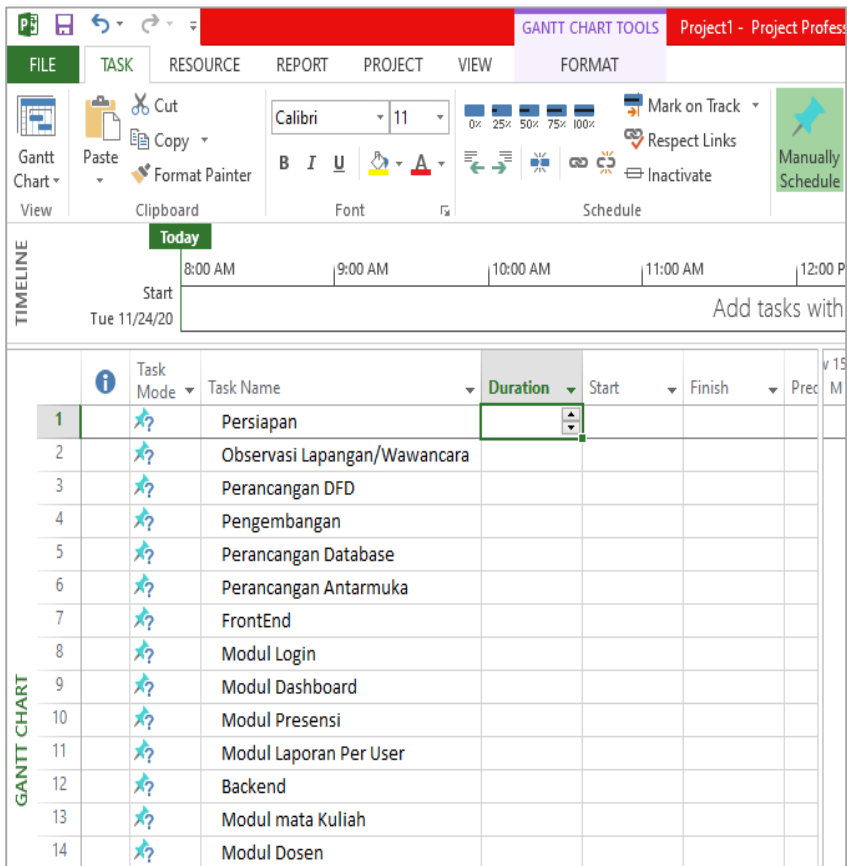 GANTT CHART TOOLS Project1 - Project Profess
FILE TASK RESOURCE REPORT PROJECT VIEW FORMAT
Gantt Chart
View
Paste
Cut
Copy
Format Painter
Clipboard
Calibri 11
B I U A
Font
0% 25% 50% 75% 100%
Mark on Track
Respect Links
Inactivate
Schedule
Manually
Schedule
TIMELINE
Today
8:00 AM 9:00 AM 10:00 AM 11:00 AM 12:00 P
Start
Tue 11/24/20
Add tasks with
GANTT CHART
Task Mode Task Name Duration Start Finish Pred
v 15
M
1 Persiapan
2 Observasi Lapangan/Wawancara
3 Perancangan DFD
4 Pengembangan
5 Perancangan Database
6 Perancangan Antarmuka
7 FrontEnd
8 Modul Login
9 Modul Dashboard
10 Modul Presensi
11 Modul Laporan Per User
12 Backend
13 Modul mata Kuliah
14 Modul Dosen